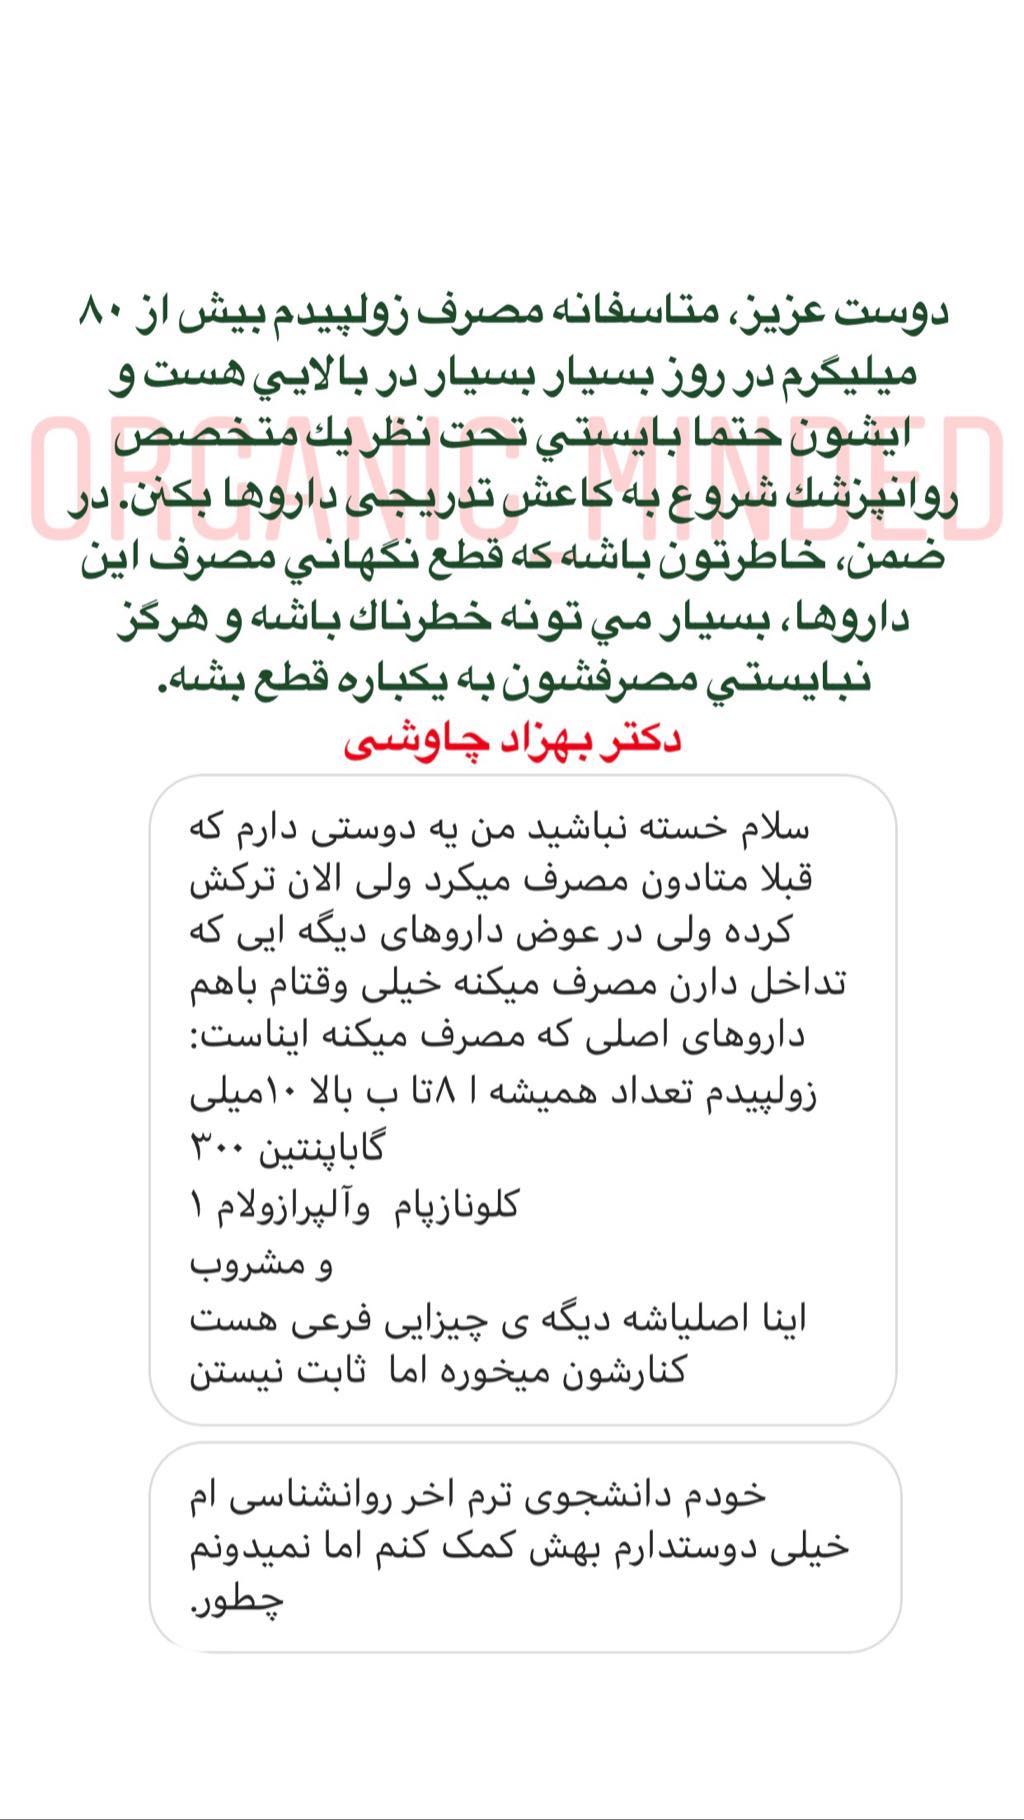 دوست عزیز، متاسفانه مصرف زولپیدم بیش از ۸۰
میلیگرم در روز بسیار بسیار در بالايي هست و
ایشون حتما بایستي تحت نظر يك متخصص
روانپزشك شروع به کاعش تدریجی داروها بکنن. در
ضمن، خاطرتون باشه که قطع نگهاني مصرف این
داروها، بسیار مي تونه خطرناك باشه و هرگز
نبایستي مصرفشون به یکباره قطع بشه.
دکتر بهزاد چاوشی
ORGANIC_MINDED
سلام خسته نباشید من یه دوستی دارم که
قبلا متادون مصرف میکرد ولی الان ترکش
کرده ولی در عوض داروهای دیگه ایی که
تداخل دارن مصرف میکنه خیلی وقتام باهم
داروهای اصلی که مصرف میکنه ایناست:
زولپیدم تعداد همیشه ا ۸تا ب بالا ۱۰میلی
گاباپنتین ۳۰۰
کلونازپام وآلپرازولام ۱
و مشروب
اینا اصلیاشه دیگه ی چیزایی فرعی هست
کنارشون میخوره اما ثابت نیستن
خودم دانشجوی ترم اخر روانشناسی ام
خیلی دوستدارم بهش کمک کنم اما نمیدونم
چطور.